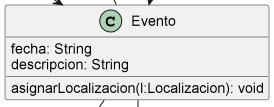 C Evento
fecha: String
descripcion: String
asignarLocalizacion(l:Localizacion): void